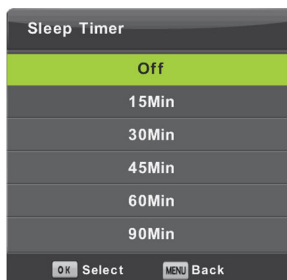 Sleep Timer
Off
15Min
30Min
45Min
60Min
90Min
OK Select MENU Back